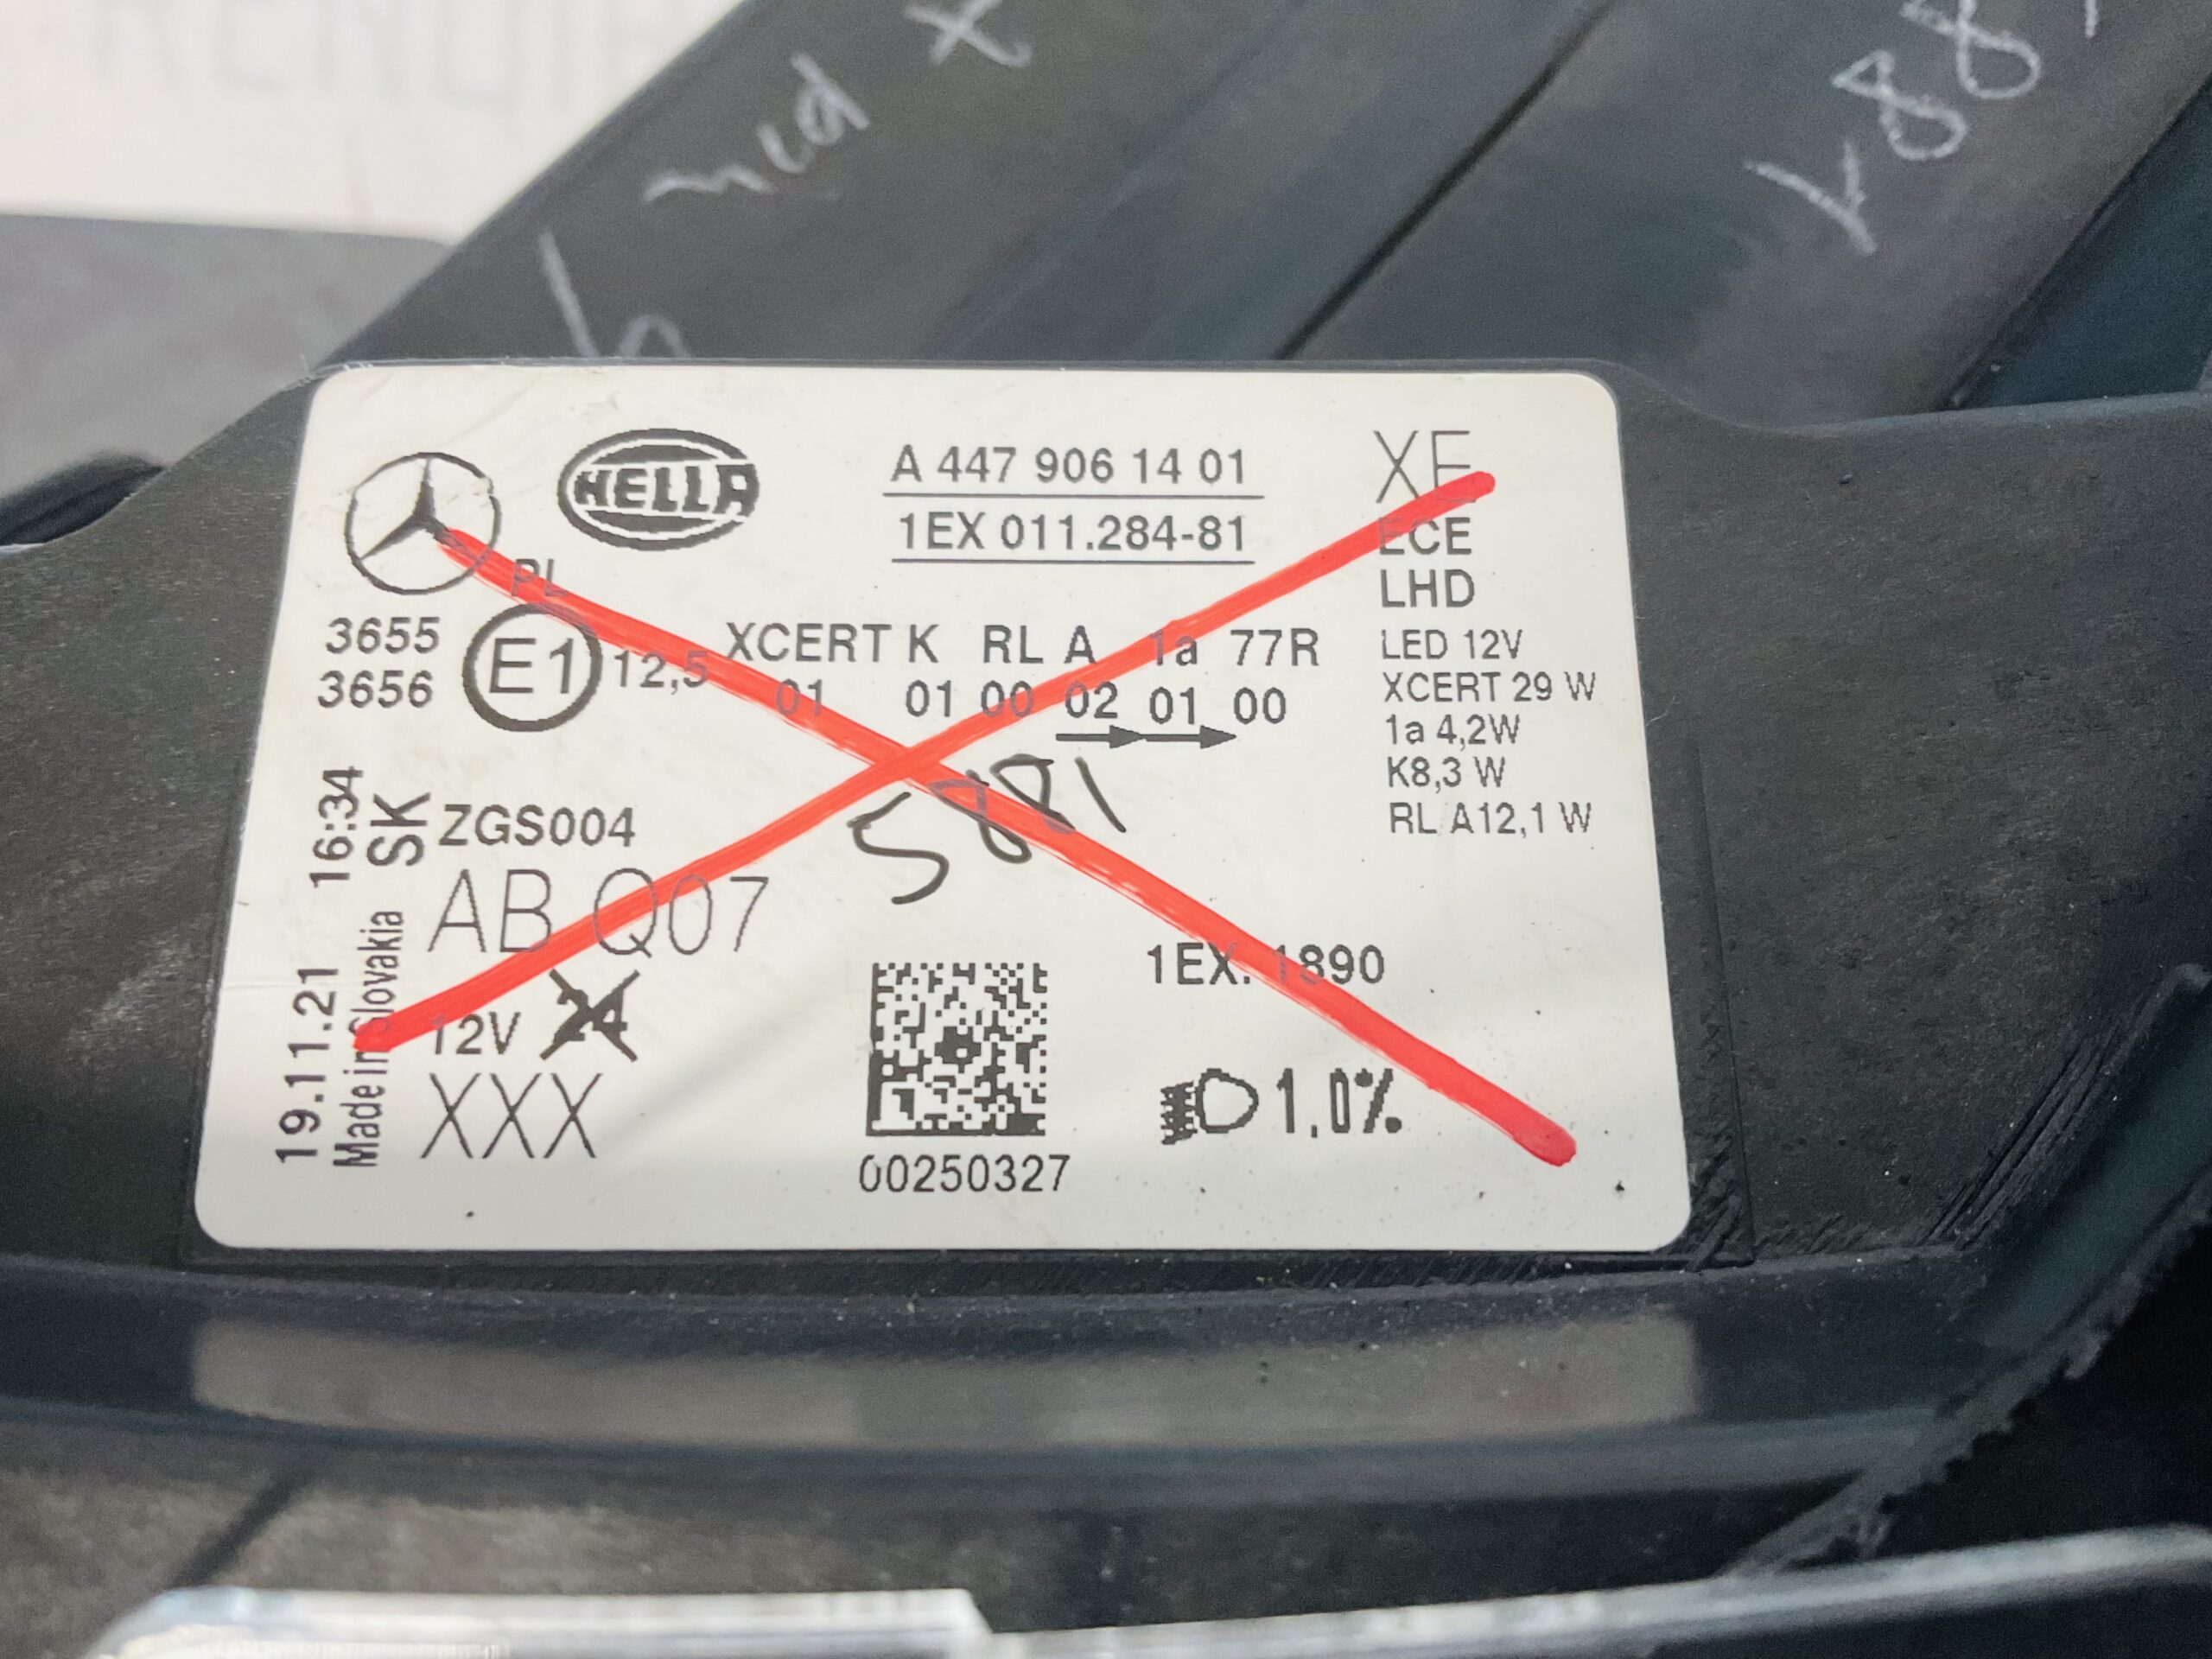 HELLA
A 447 906 14 01
1EX 011.284-81
XE
ECE
LHD
PL
3655
3656
E1
12,5
XCERT K RL A 1a 77R
01 01 00 02 01 00
LED 12V
XCERT 29 W
1a 4,2W
K8,3 W
RL A12,1 W
5881
19.11.21 16:34
Made in Slovakia SK
ZGS004
AB Q07
12V 24
XXX
00250327
1EX. 1890
1.0%